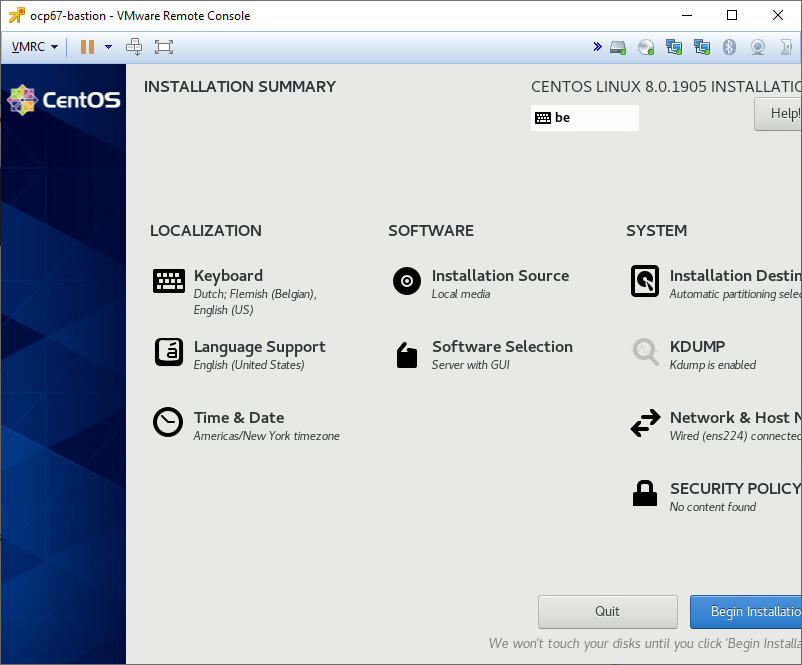 ocp67-bastion - VMware Remote Console
VMRC
CentOS
INSTALLATION SUMMARY
CENTOS LINUX 8.0.1905 INSTALLATIO
be
Help!
LOCALIZATION
Keyboard
Dutch; Flemish (Belgian),
English (US)
Language Support
English (United States)
Time & Date
Americas/New York timezone
SOFTWARE
Installation Source
Local media
Software Selection
Server with GUI
SYSTEM
Installation Destin
Automatic partitioning selec
KDUMP
Kdump is enabled
Network & Host N
Wired (ens224) connected
SECURITY POLICY
No content found
Quit
Begin Installatio
We won't touch your disks until you click 'Begin Installa